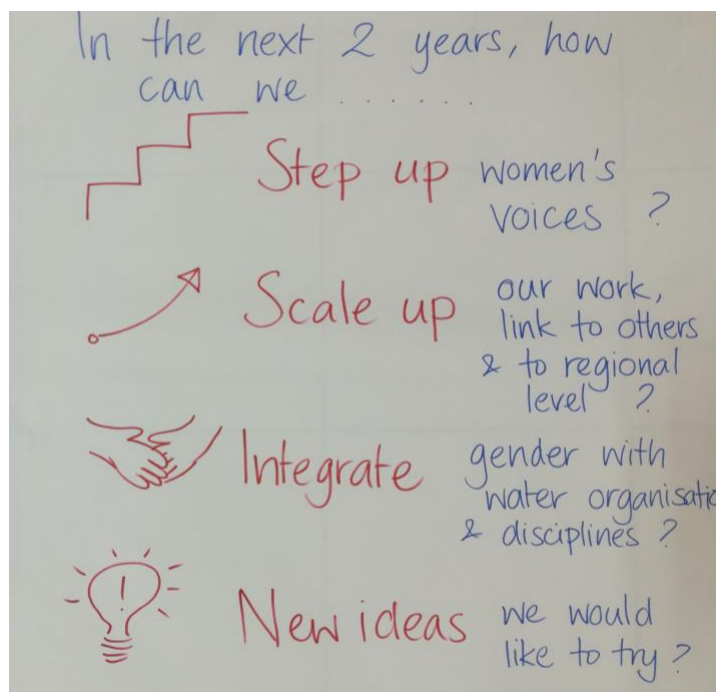 In the next 2 years, how
can we .......
Step up women's
voices ?
Scale up our work,
link to others
& to regional
level ?
Integrate gender with
water organisatio
& disciplines ?
!
New ideas we would
like to try ?